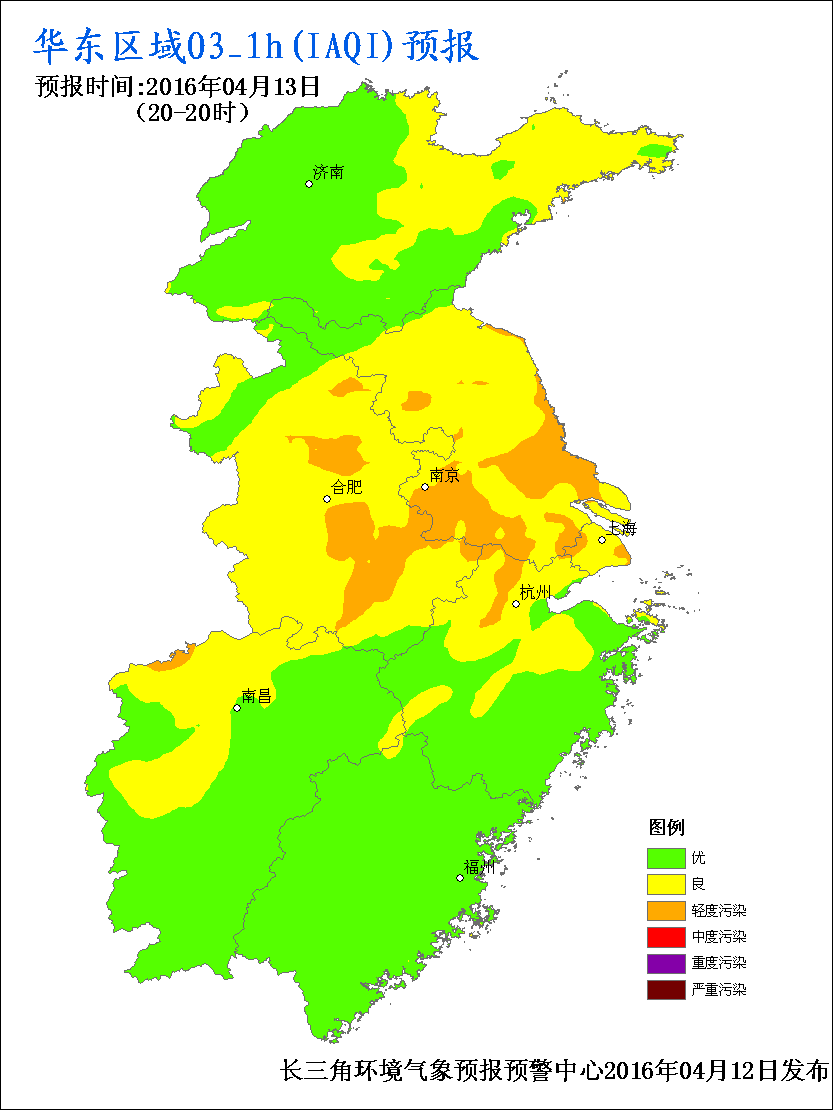 华东区域O3_1h(IAQI)预报
预报时间:2016年04月13日
(20-20时)
济南
南京
合肥
上海
杭州
南昌
福州
图例
优
良
轻度污染
中度污染
重度污染
严重污染
长三角环境气象预报预警中心2016年04月12日发布